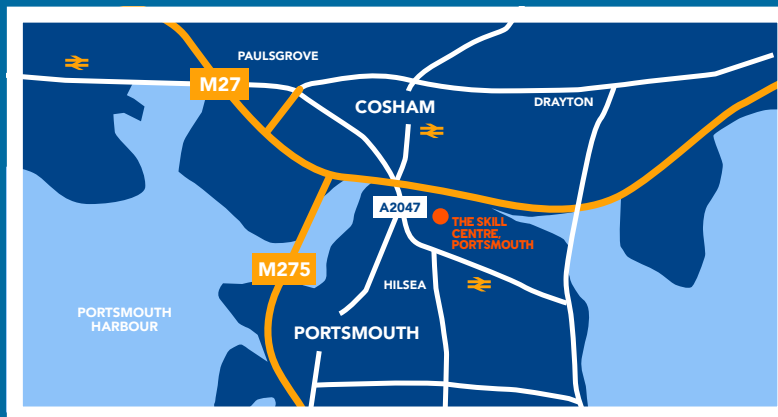 PAULSGROVE
M27
COSHAM
DRAYTON
A2047
THE SKILL
CENTRE,
PORTSMOUTH
M275
HILSEA
PORTSMOUTH
HARBOUR
PORTSMOUTH